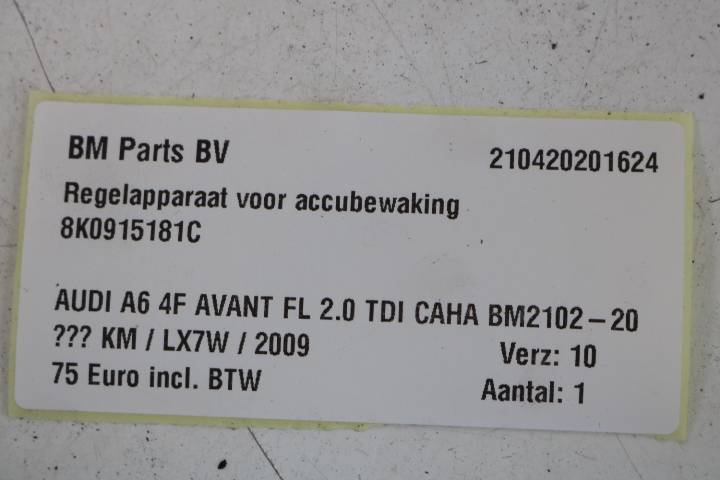 BM Parts BV 210420201624
Regelapparaat voor accubewaking
8K0915181C
AUDI A6 4F AVANT FL 2.0 TDI CAHA BM2102-20
??? KM / LX7W / 2009 Verz: 10
75 Euro incl. BTW Aantal: 1